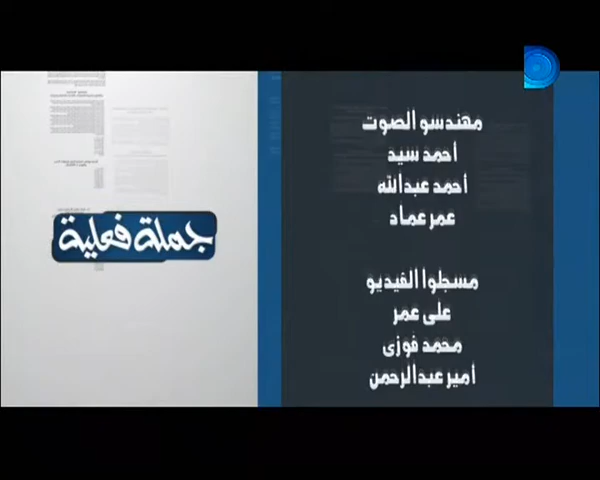 مهندسو الصوت
أحمد سيد
أحمد عبدالله
عمر عماد
جملة فعلية
مسجلوا الفيديو
على عمر
محمد فوزى
أمير عبدالرحمن